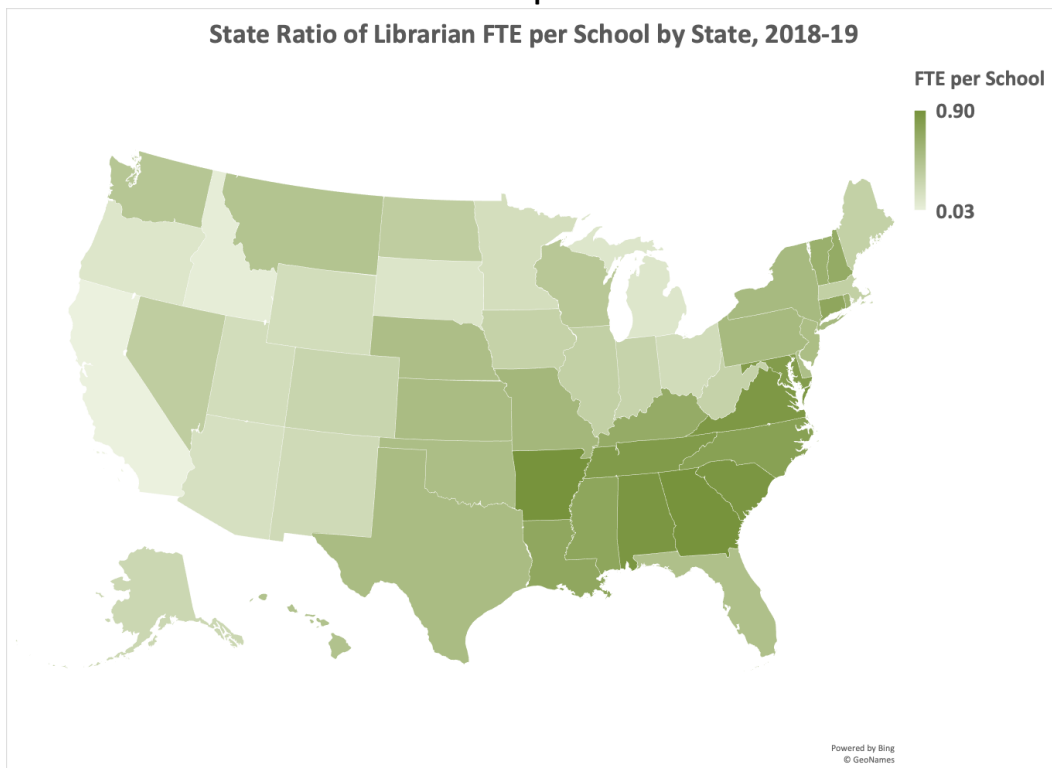 State Ratio of Librarian FTE per School by State, 2018-19
FTE per School
0.90
0.03
Powered by Bing
© GeoNames